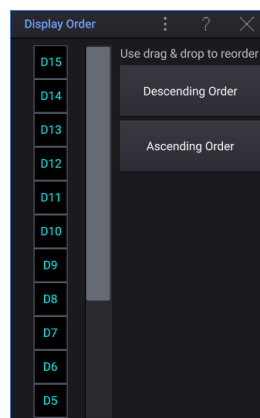 Display Order ?
Use drag & drop to reorder
D15
D14
D13
D12
D11
D10
D9
D8
D7
D6
D5
Descending Order
Ascending Order